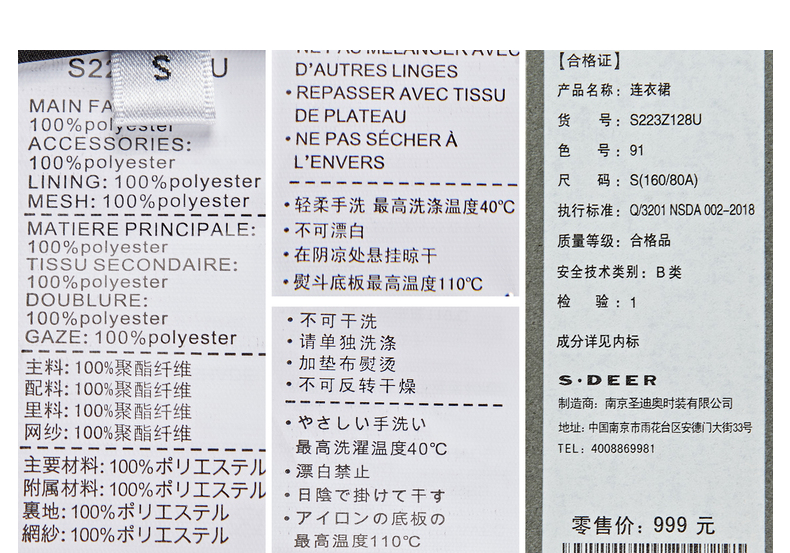 S22
S
U
MAIN FA
100%polyester
ACCESSORIES:
100%polyester
LINING: 100%polyester
MESH: 100%polyester
MATIERE PRINCIPALE:
100%polyester
TISSU SECONDAIRE:
100%polyester
DOUBLURE:
100%polyester
GAZE: 100%polyester
主料: 100%聚酯纤维
配料: 100%聚酯纤维
里料: 100%聚酯纤维
网纱: 100%聚酯纤维
主要材料: 100%ポリエステル
附属材料: 100%ポリエステル
裏地: 100%ポリエステル
網紗: 100%ポリエステル
NE PAS MELANGER AVEC
D'AUTRES LINGES
• REPASSER AVEC TISSU
DE PLATEAU
• NE PAS SÉCHER À
L'ENVERS
• 轻柔手洗 最高洗涤温度40℃
• 不可漂白
• 在阴凉处悬挂晾干
• 熨斗底板最高温度110℃
• 不可干洗
• 请单独洗涤
• 加垫布熨烫
• 不可反转干燥
• やさしい手洗い
最高洗濯温度40℃
• 漂白禁止
• 日陰で掛けて干す
• アイロンの底板の
最高温度110℃
【合格证】
产品名称: 连衣裙
货 号: S223Z128U
色 号: 91
尺 码: S(160/80A)
执行标准: Q/3201 NSDA 002-2018
质量等级: 合格品
安全技术类别: B 类
检 验: 1
成分详见内标
S·DEER
制造商: 南京圣迪奥时装有限公司
地址: 中国南京市雨花台区安德门大街33号
TEL: 4008869981
零售价: 999 元